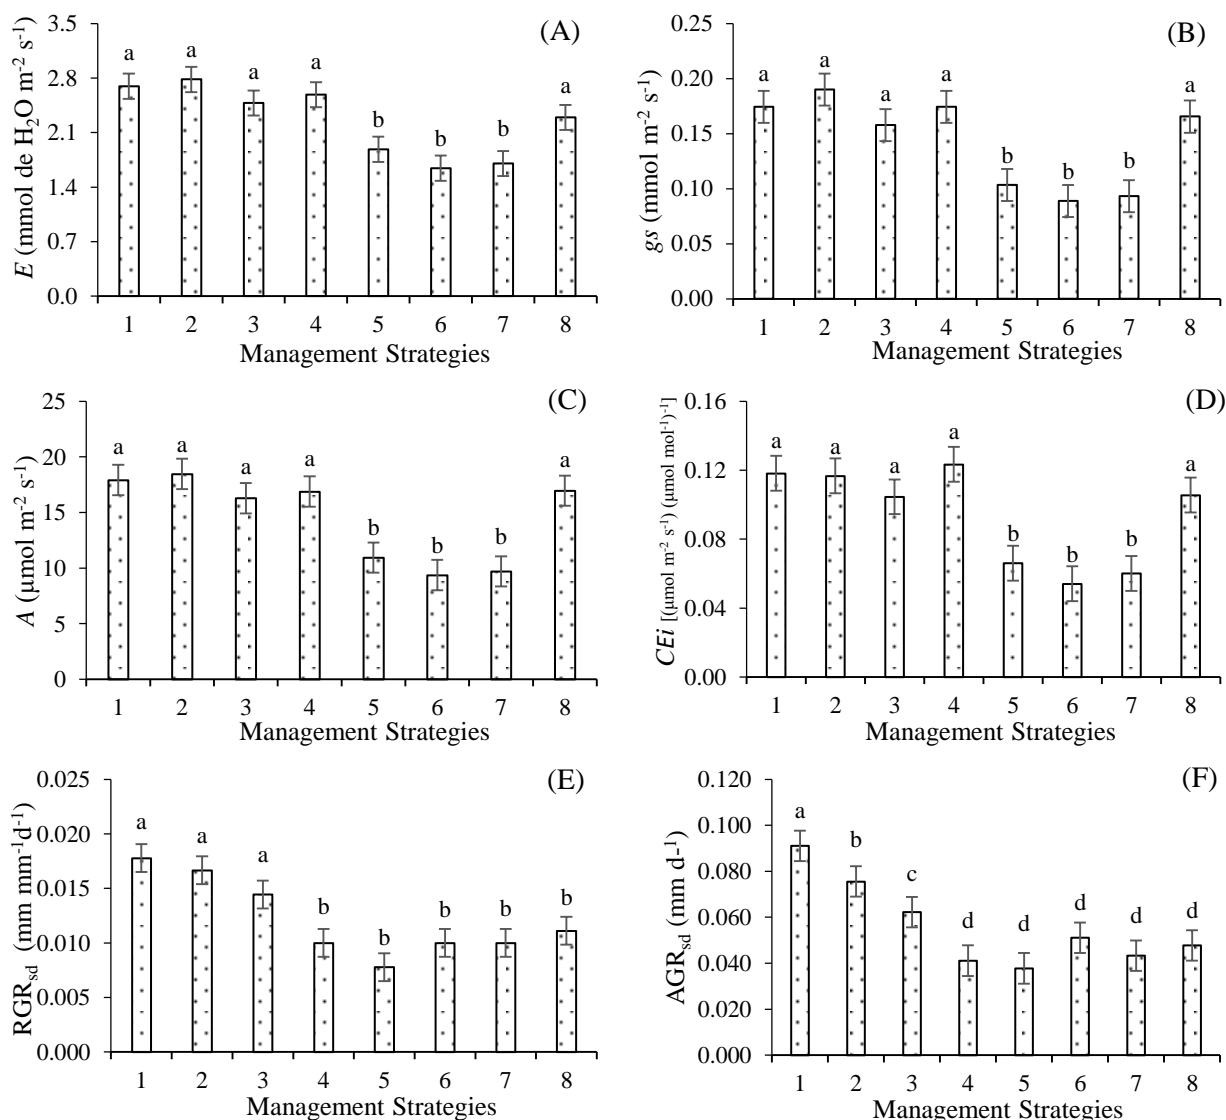 (A)
E (mmol de H₂O m⁻² s⁻¹)
3.5
2.8
2.1
1.4
0.7
0.0
a a a a b b b a
1 2 3 4 5 6 7 8
Management Strategies
(B)
gs (mmol m⁻² s⁻¹)
0.25
0.20
0.15
0.10
0.05
0.00
a a a a b b b a
1 2 3 4 5 6 7 8
Management Strategies
(C)
A (µmol m⁻² s⁻¹)
25
20
15
10
5
0
a a a a b b b a
1 2 3 4 5 6 7 8
Management Strategies
(D)
CEi [(µmol m⁻² s⁻¹) (µmol mol⁻¹)⁻¹]
0.16
0.12
0.08
0.04
0.00
a a a a b b b a
1 2 3 4 5 6 7 8
Management Strategies
(E)
RGRsd (mm mm⁻¹d⁻¹)
0.025
0.020
0.015
0.010
0.005
0.000
a a a b b b b b
1 2 3 4 5 6 7 8
Management Strategies
(F)
AGRsd (mm d-¹)
0.120
0.100
0.080
0.060
0.040
0.020
0.000
a b c d d d d d
1 2 3 4 5 6 7 8
Management Strategies